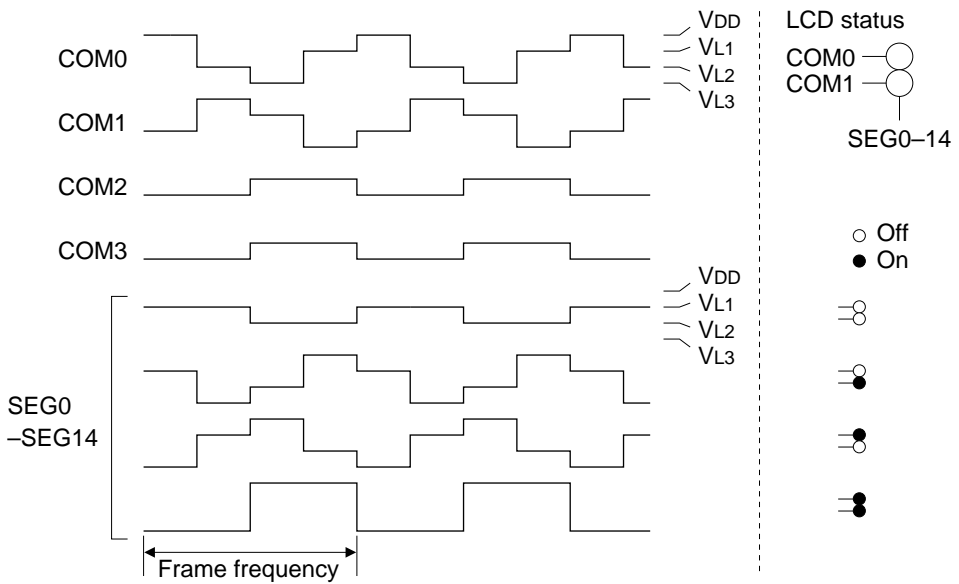 COM0
COM1
COM2
COM3
VDD
VL1
VL2
VL3
VDD
VL1
VL2
VL3
SEG0
–SEG14
Frame frequency
LCD status
COM0
COM1
SEG0–14
Off
On